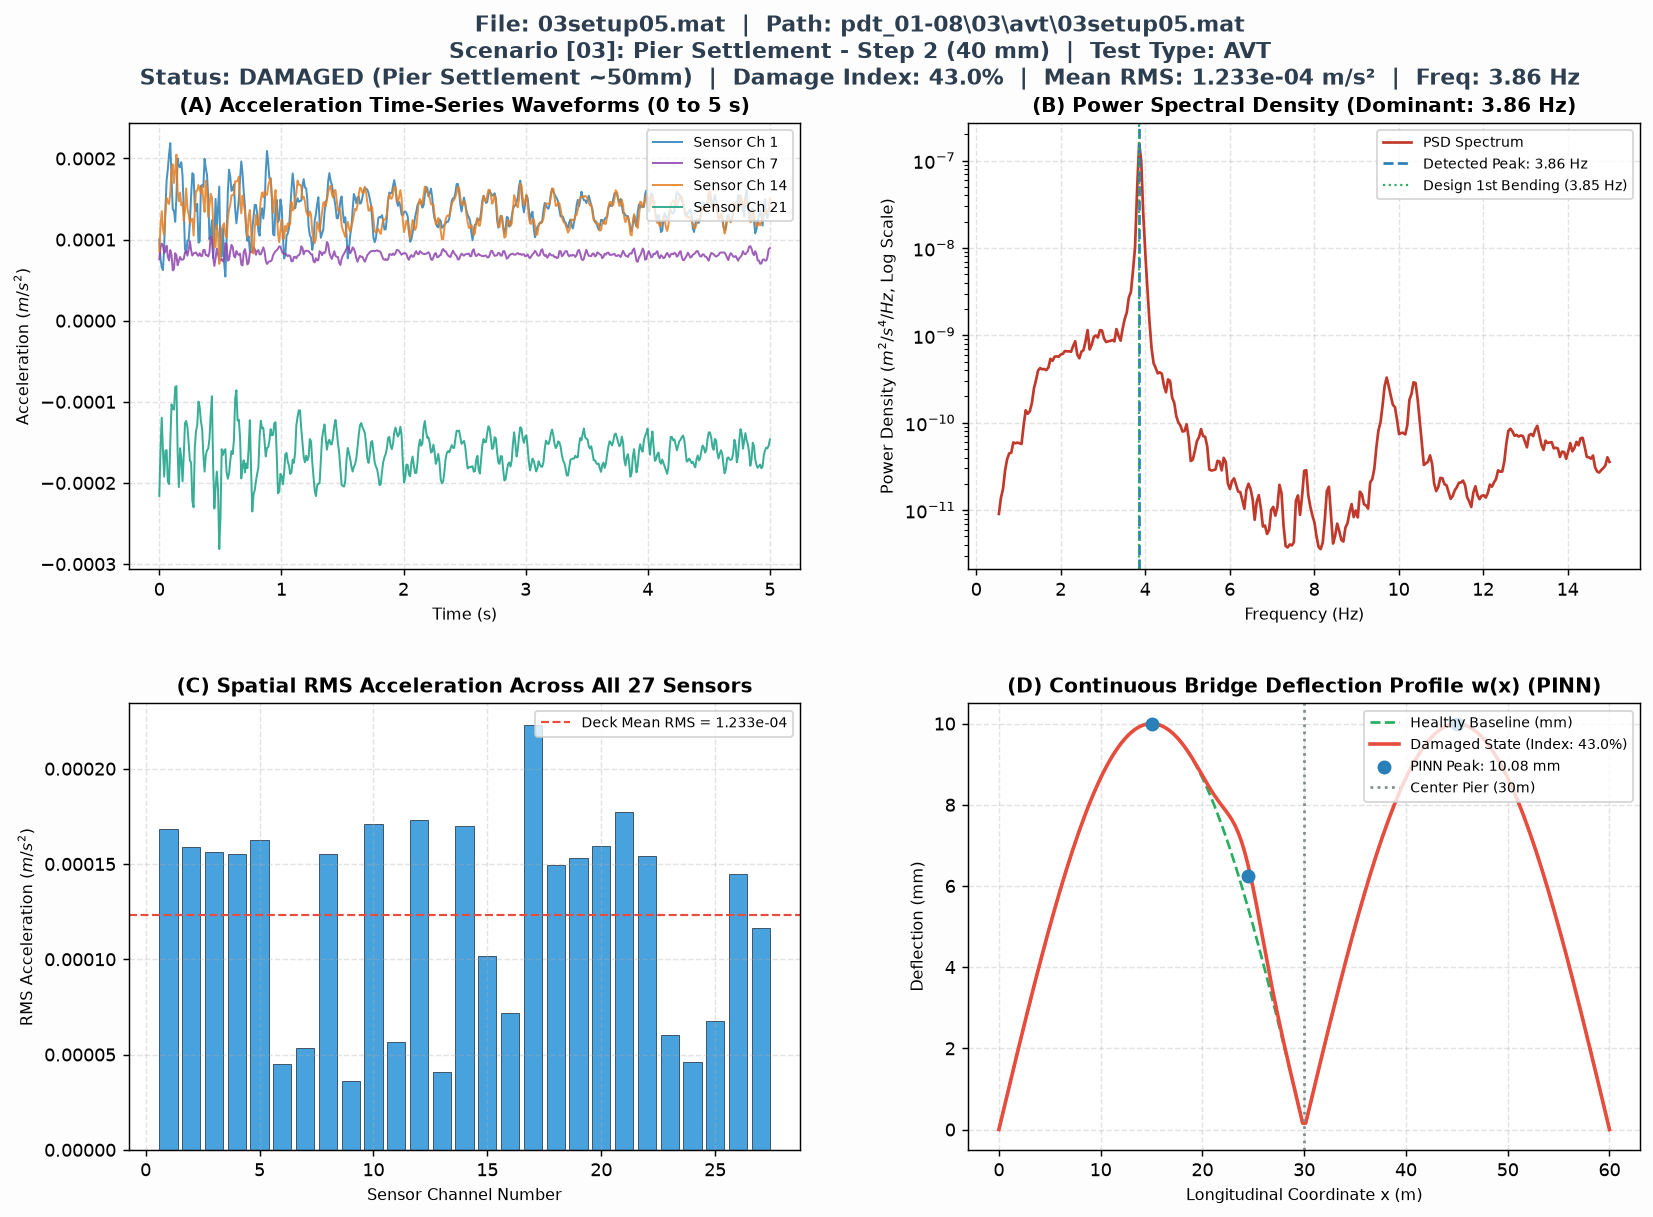 File: 03setup05.mat | Path: pdt_01-08\03\avt\03setup05.mat
Scenario [03]: Pier Settlement - Step 2 (40 mm) | Test Type: AVT
Status: DAMAGED (Pier Settlement ~50mm) | Damage Index: 43.0% | Mean RMS: 1.233e-04 m/s² | Freq: 3.86 Hz
(A) Acceleration Time-Series Waveforms (0 to 5 s)
Sensor Ch 1
Sensor Ch 7
Sensor Ch 14
Sensor Ch 21
0.0002
0.0001
0.0000
−0.0001
−0.0002
−0.0003
Acceleration (m/s²)
0 1 2 3 4 5
Time (s)
(B) Power Spectral Density (Dominant: 3.86 Hz)
PSD Spectrum
Detected Peak: 3.86 Hz
Design 1st Bending (3.85 Hz)
10⁻⁷
10⁻⁸
10⁻⁹
10⁻¹⁰
10⁻¹¹
Power Density (m²/s⁴/Hz, Log Scale)
0 2 4 6 8 10 12 14
Frequency (Hz)
(C) Spatial RMS Acceleration Across All 27 Sensors
Deck Mean RMS = 1.233e-04
0.00020
0.00015
0.00010
0.00005
0.00000
RMS Acceleration (m/s²)
0 5 10 15 20 25
Sensor Channel Number
(D) Continuous Bridge Deflection Profile w(x) (PINN)
Healthy Baseline (mm)
Damaged State (Index: 43.0%)
PINN Peak: 10.08 mm
Center Pier (30m)
10
8
6
4
2
0
Deflection (mm)
0 10 20 30 40 50 60
Longitudinal Coordinate x (m)